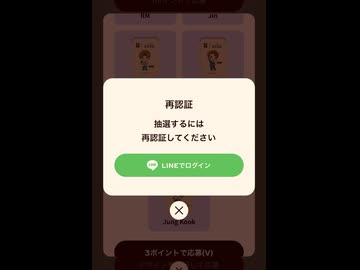 RM
Jin
再認証
抽選するには
再認証してください
LINE
LINEでログイン
Jung Kook
3ポイントで応募(V)